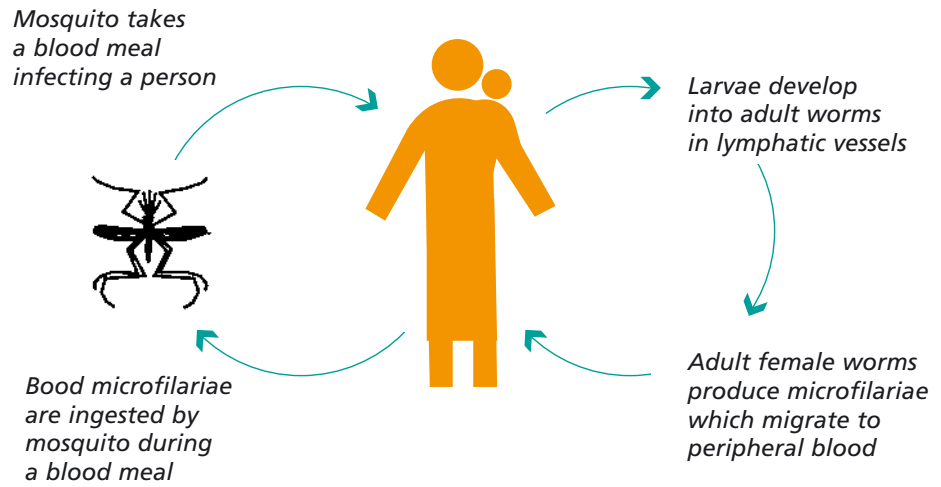 Mosquito takes
a blood meal
infecting a person
Larvae develop
into adult worms
in lymphatic vessels
Adult female worms
produce microfilariae
which migrate to
peripheral blood
Bood microfilariae
are ingested by
mosquito during
a blood meal